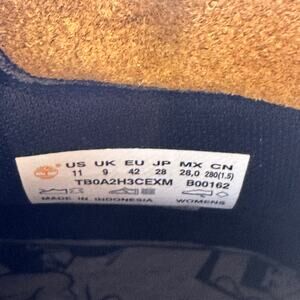 US UK EU JP MX CN
11 9 42 28 28,0 280(1.5)
TB0A2H3CEXM B00162
MADE IN INDONESIA WOMENS